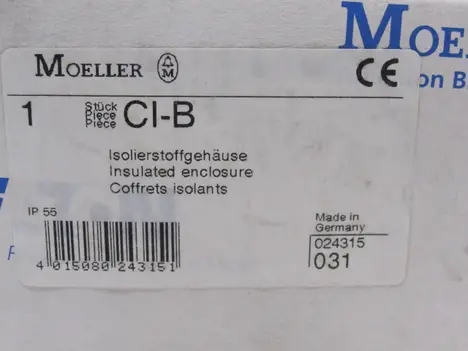 MOELLER
CE
1 Stück
Piece
Pièce CI-B
Isolierstoffgehäuse
Insulated enclosure
Coffrets isolants
IP 55
4 015080 243151
Made in
Germany
024315
031
MOEL
on B